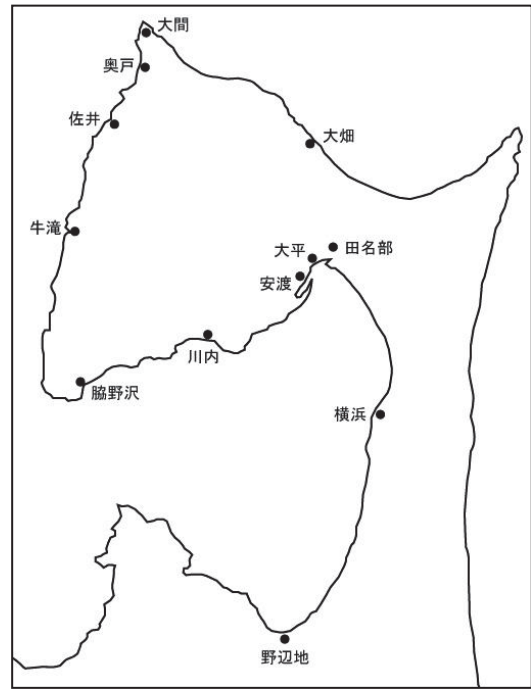 大間
奥戸
佐井
大畑
牛滝
大平
田名部
安渡
川内
脇野沢
横浜
野辺地